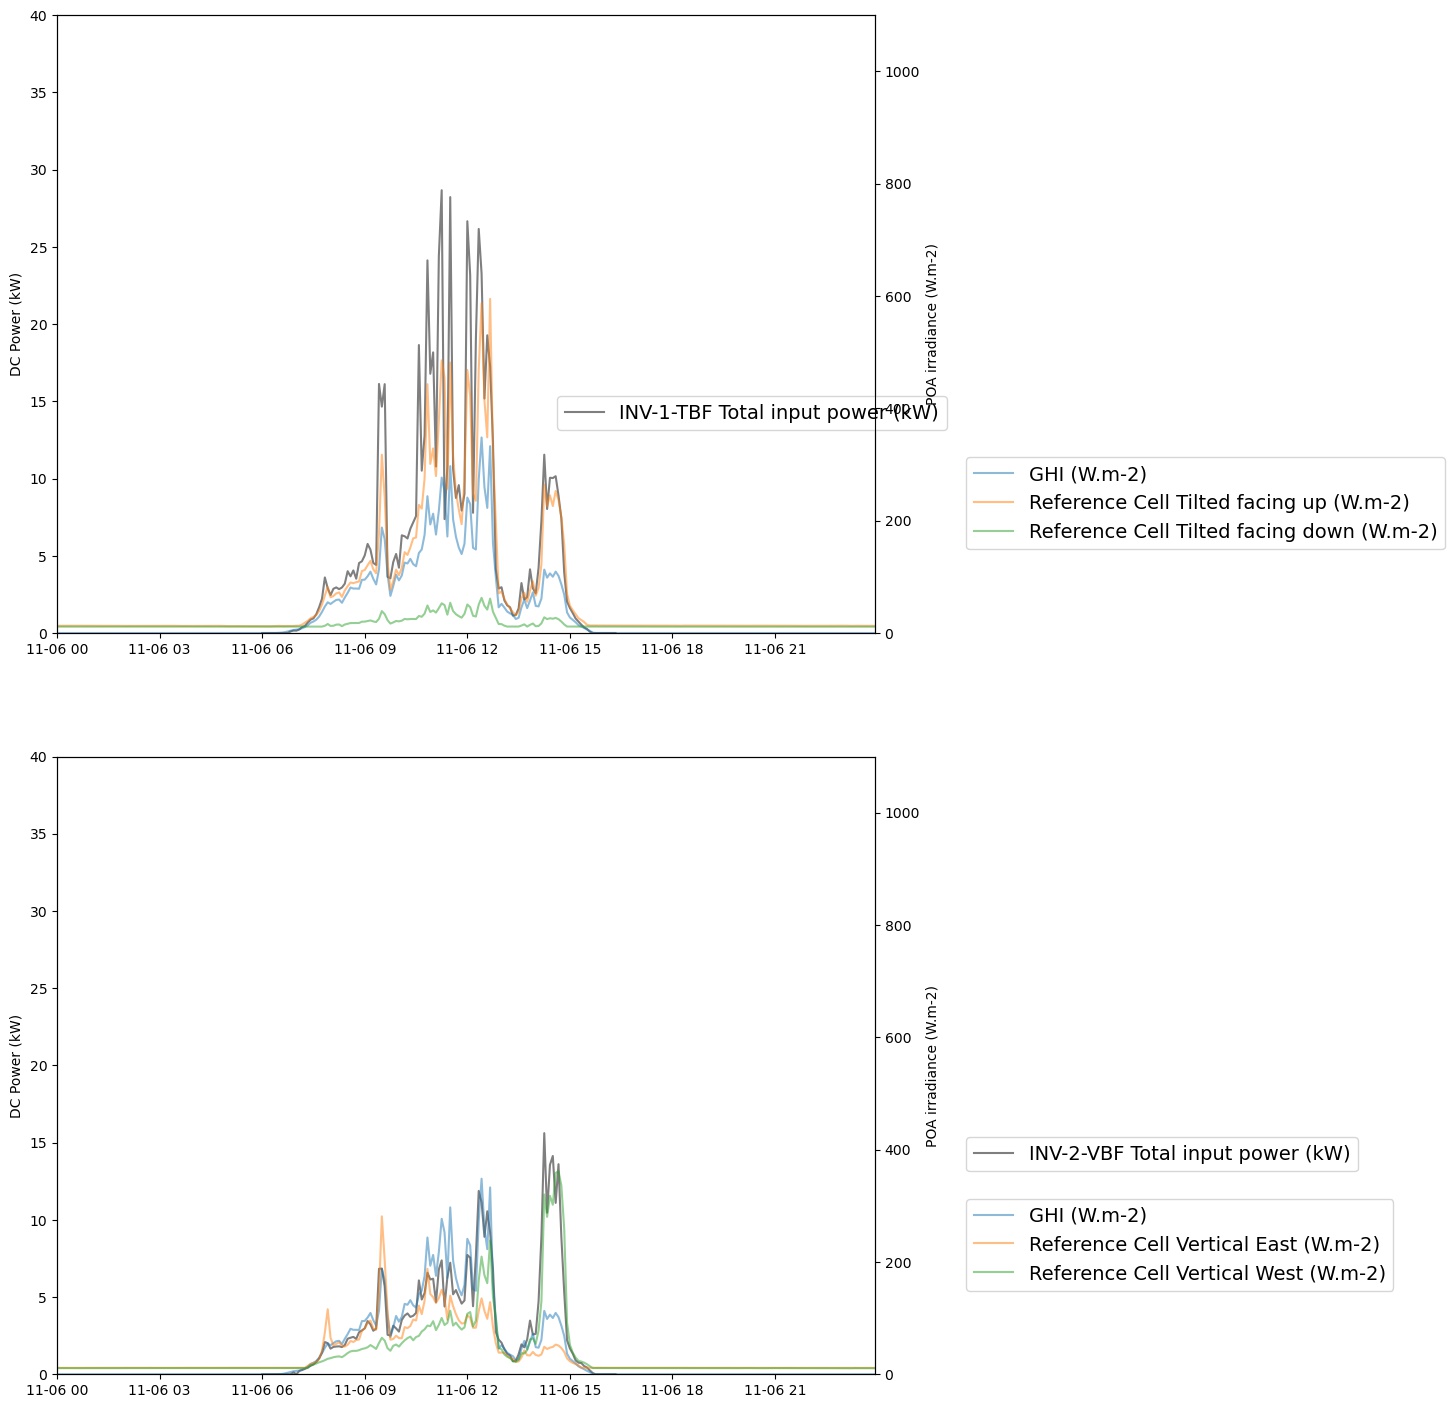 40
35
30
25
20
15
10
5
0
DC Power (kW)
1000
800
600
400
200
0
POA irradiance (W.m-2)
INV-1-TBF Total input power (kW)
GHI (W.m-2)
Reference Cell Tilted facing up (W.m-2)
Reference Cell Tilted facing down (W.m-2)
11-06 00 11-06 03 11-06 06 11-06 09 11-06 12 11-06 15 11-06 18 11-06 21
40
35
30
25
20
15
10
5
0
DC Power (kW)
1000
800
600
400
200
0
POA irradiance (W.m-2)
INV-2-VBF Total input power (kW)
GHI (W.m-2)
Reference Cell Vertical East (W.m-2)
Reference Cell Vertical West (W.m-2)
11-06 00 11-06 03 11-06 06 11-06 09 11-06 12 11-06 15 11-06 18 11-06 21